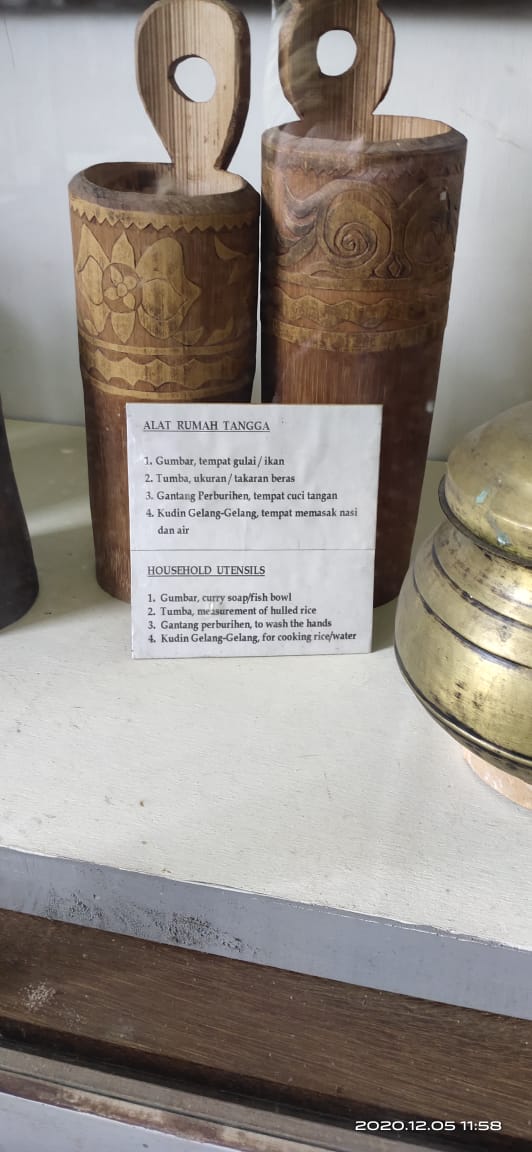 ALAT RUMAH TANGGA
1. Gumbar, tempat gulai / ikan
2. Tumba, ukuran / takaran beras
3. Gantang Perburihen, tempat cuci tangan
4. Kudin Gelang-Gelang, tempat memasak nasi
dan air
HOUSEHOLD UTENSILS
1. Gumbar, curry soap/fish bowl
2. Tumba, measurement of hulled rice
3. Gantang perburihen, to wash the hands
4. Kudin Gelang-Gelang, for cooking rice/water
2020.12.05 11:58